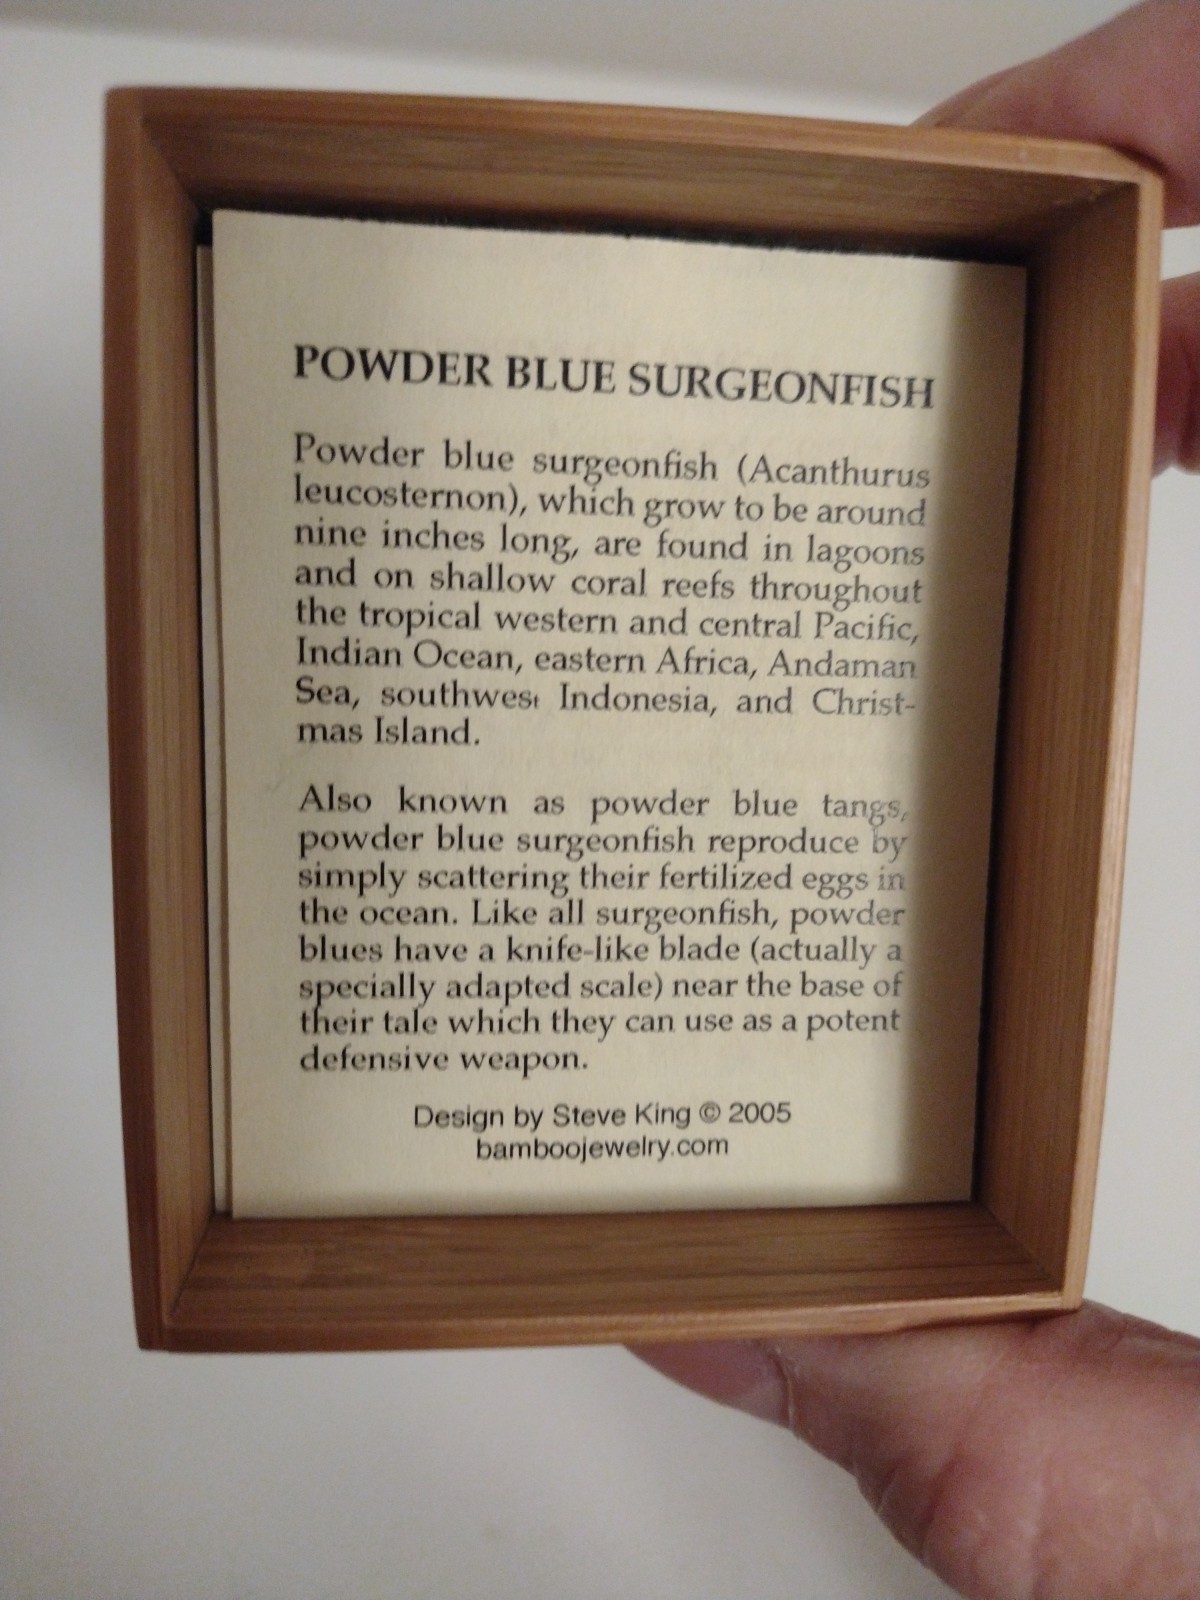 POWDER BLUE SURGEONFISH
Powder blue surgeonfish (Acanthurus
leucosternon), which grow to be around
nine inches long, are found in lagoons
and on shallow coral reefs throughout
the tropical western and central Pacific,
Indian Ocean, eastern Africa, Andaman
Sea, southwest Indonesia, and Christ-
mas Island.
Also known as powder blue tangs,
powder blue surgeonfish reproduce by
simply scattering their fertilized eggs in
the ocean. Like all surgeonfish, powder
blues have a knife-like blade (actually a
specially adapted scale) near the base of
their tale which they can use as a potent
defensive weapon.
Design by Steve King © 2005
bamboojewelry.com